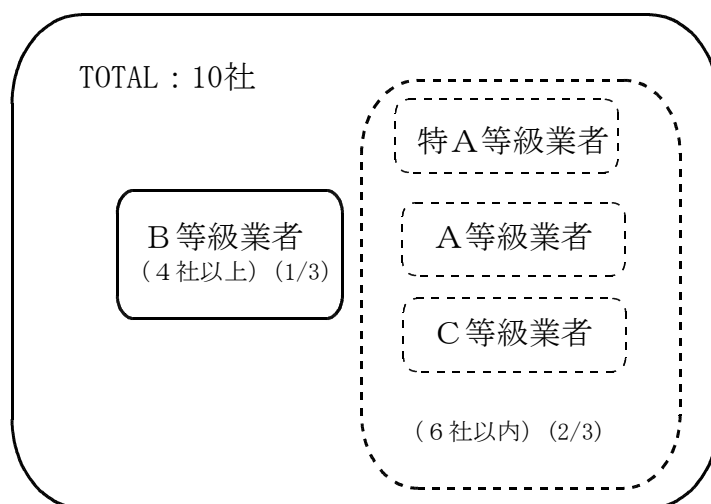 TOTAL：10社
特Ａ等級業者
Ｂ等級業者
（４社以上）(1/3)
Ａ等級業者
Ｃ等級業者
（６社以内）(2/3)